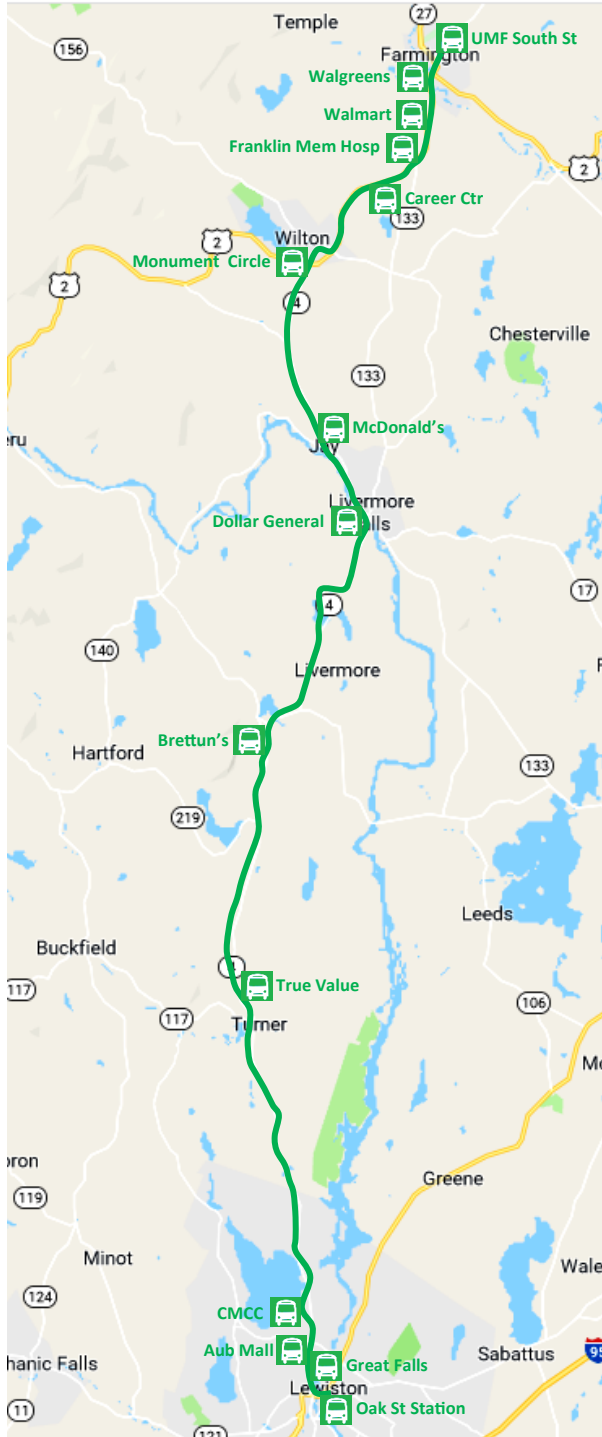 27
Temple
UMF South St
156
Farmington
Walgreens
Walmart
Franklin Mem Hosp
2
Career Ctr
133
Wilton
2
Monument Circle
2
4
Chesterville
133
McDonald's
Jay
Livermore
Dollar General
17
4
140
Livermore
Brettun's
Hartford
133
219
Leeds
Buckfield
True Value
117
106
117
Turner
Greene
119
Minot
Wale
124
CMCC
Aub Mall
Sabattus
95
hanic Falls
Great Falls
Lewiston
11
Oak St Station
121